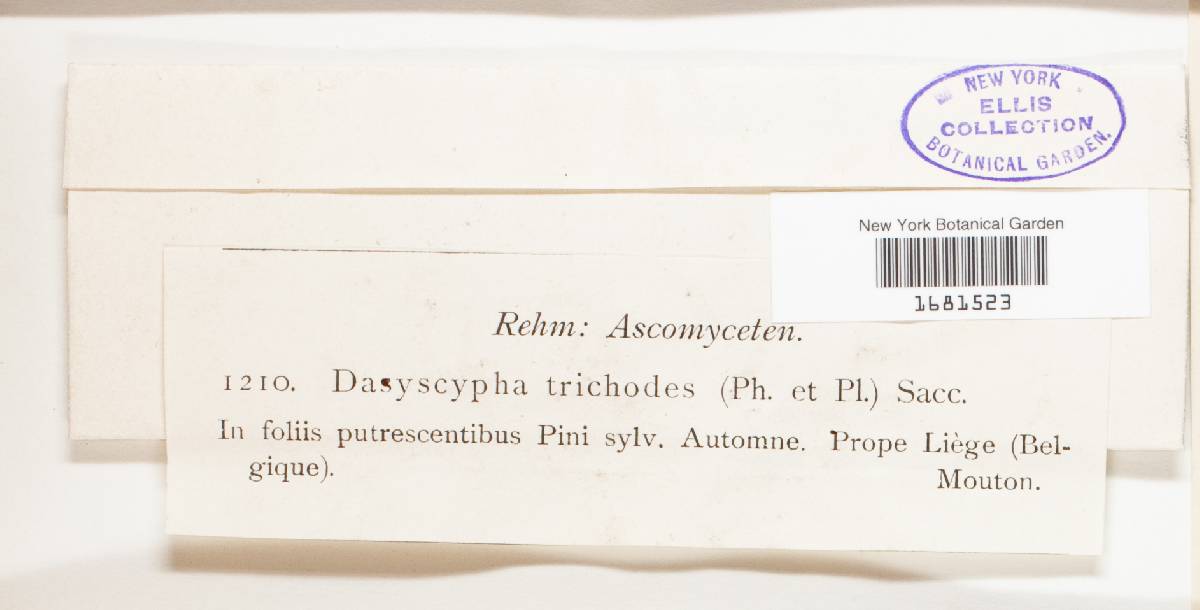 NEW YORK
ELLIS
COLLECTION
BOTANICAL GARDEN.
New York Botanical Garden
1681523
Rehm: Ascomyceten.
1210. Dasyscypha trichodes (Ph. et Pl.) Sacc.
In foliis putrescentibus Pini sylv. Automne. Prope Liège (Bel-
gique).
Mouton.